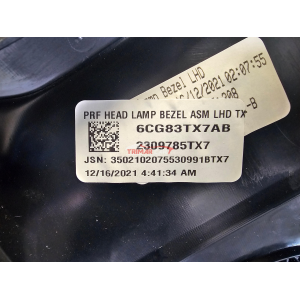 Bezel LHD
/12/2021 02:07:55
-B
PRF HEAD LAMP BEZEL ASM LHD TX
6CG83TX7AB
2309785TX7
JSN: 3502102075530991BTX7
12/16/2021 4:41:34 AM